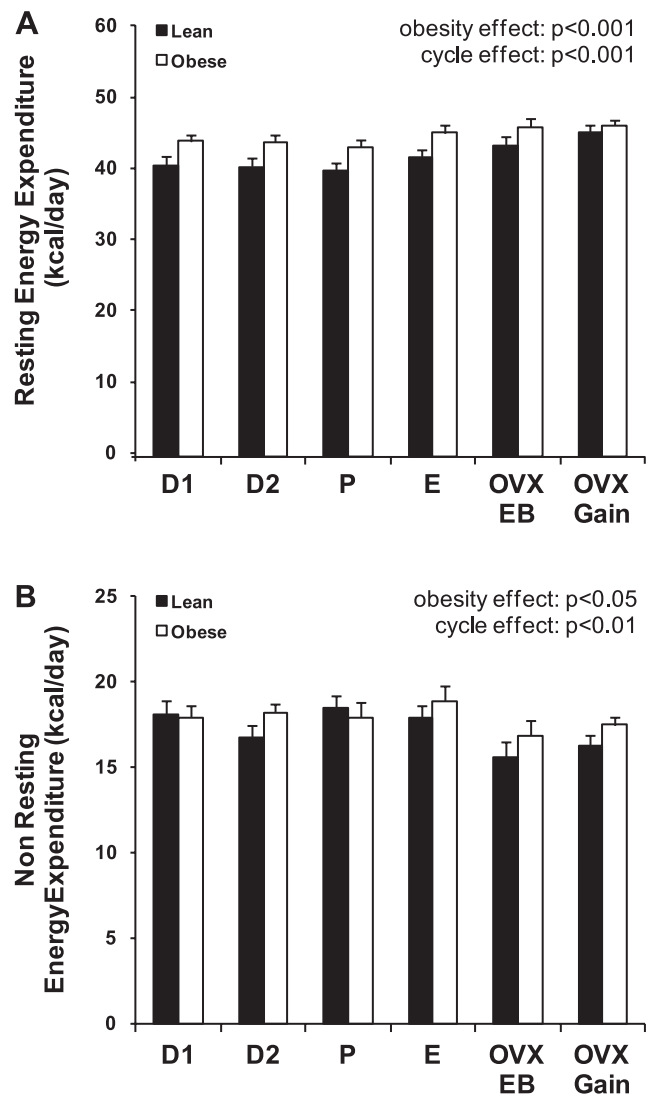 A
60
50
40
30
20
10
0
Resting Energy Expenditure
(kcal/day)
Lean
Obese
obesity effect: p<0.001
cycle effect: p<0.001
D1 D2 P E OVX OVX
EB Gain
B
25
20
15
10
5
0
Non Resting
EnergyExpenditure (kcal/day)
Lean
Obese
obesity effect: p<0.05
cycle effect: p<0.01
D1 D2 P E OVX OVX
EB Gain